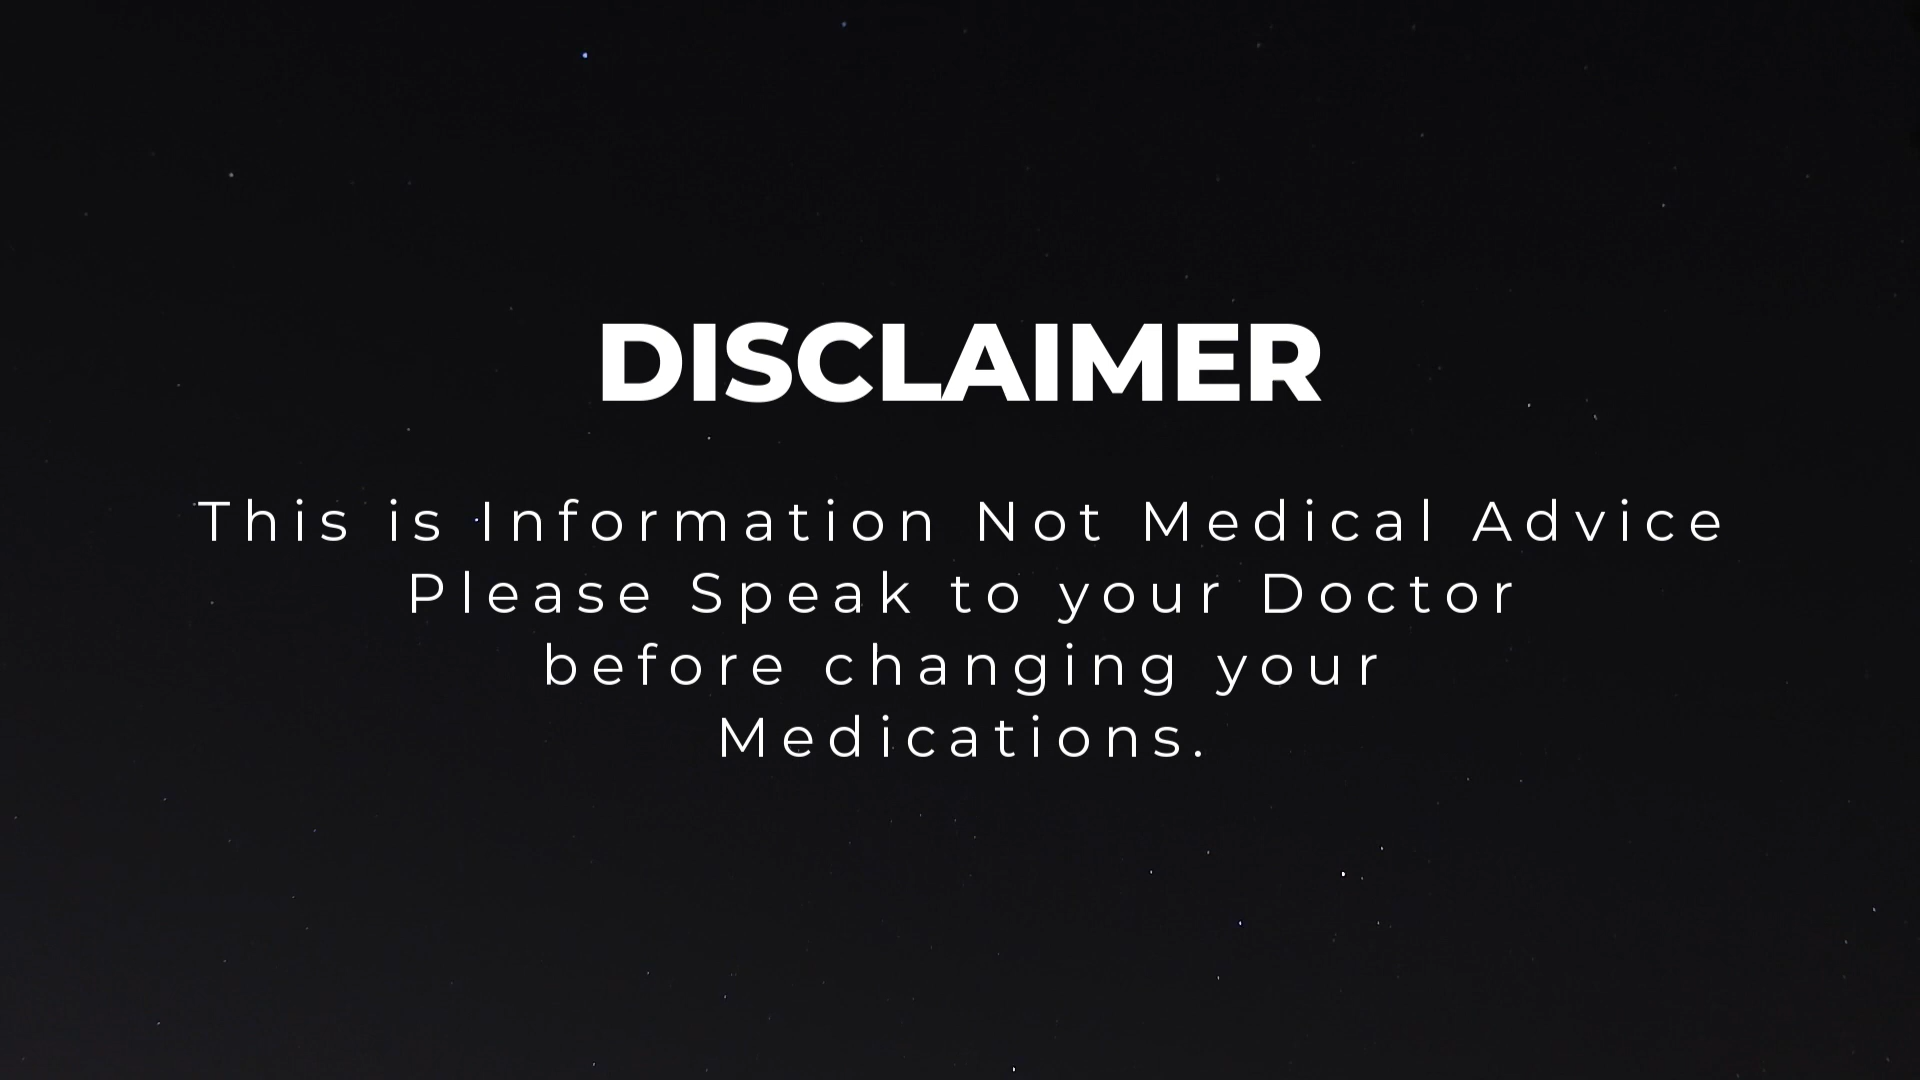 DISCLAIMER
This is Information Not Medical Advice
Please Speak to your Doctor
before changing your
Medications.